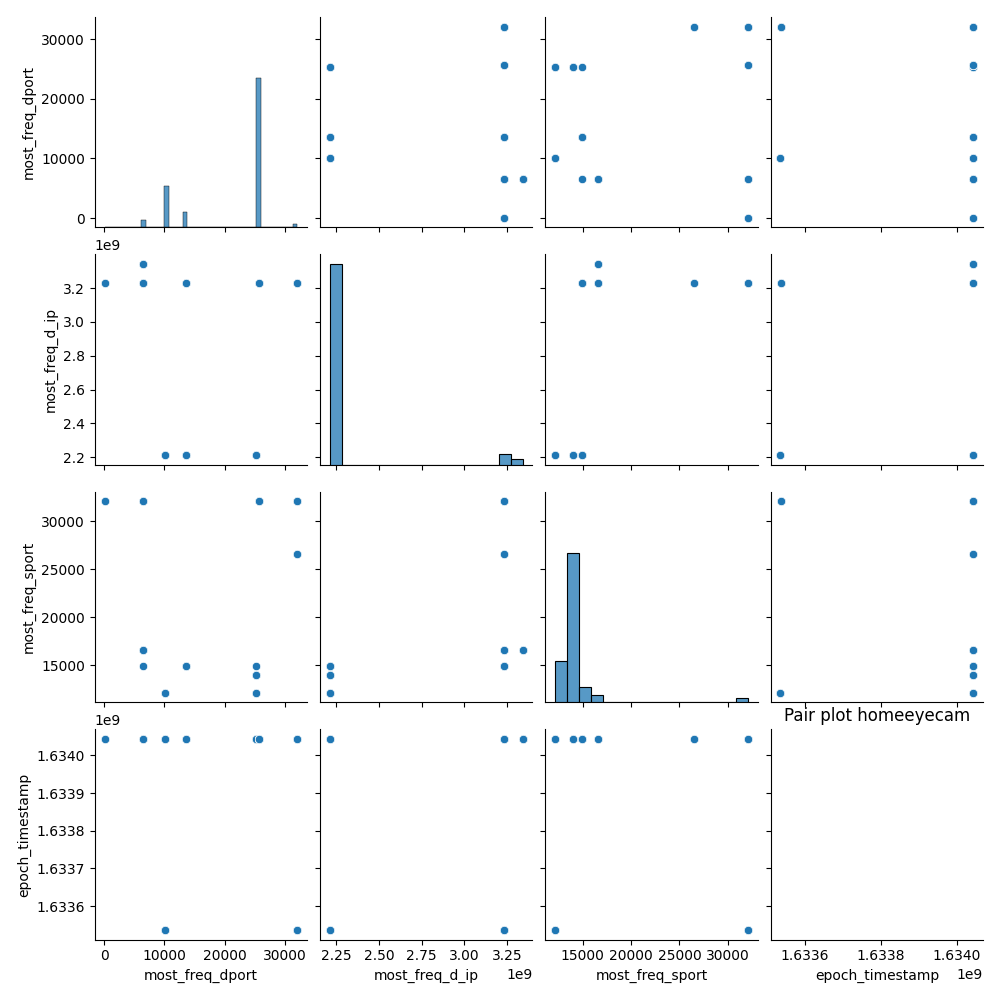 30000
20000
10000
0
most_freq_dport
1e9
3.2
3.0
2.8
2.6
2.4
2.2
most_freq_d_ip
30000
25000
20000
15000
most_freq_sport
Pair plot homeeyecam
1e9
1.6340
1.6339
1.6338
1.6337
1.6336
epoch_timestamp
0 10000 20000 30000
2.25 2.50 2.75 3.00 3.25
15000 20000 25000 30000
1.6336 1.6338 1.6340
most_freq_dport
most_freq_d_ip
1e9
most_freq_sport
epoch_timestamp
1e9